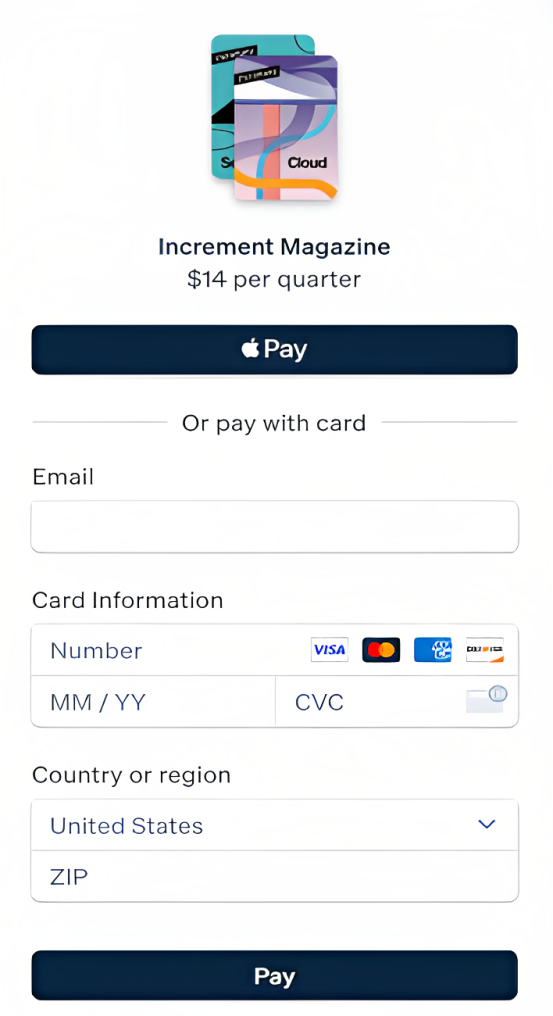 Cloud
Increment Magazine
$14 per quarter
Pay
Or pay with card
Email
Card Information
Number VISA
MM / YY CVC
Country or region
United States
ZIP
Pay